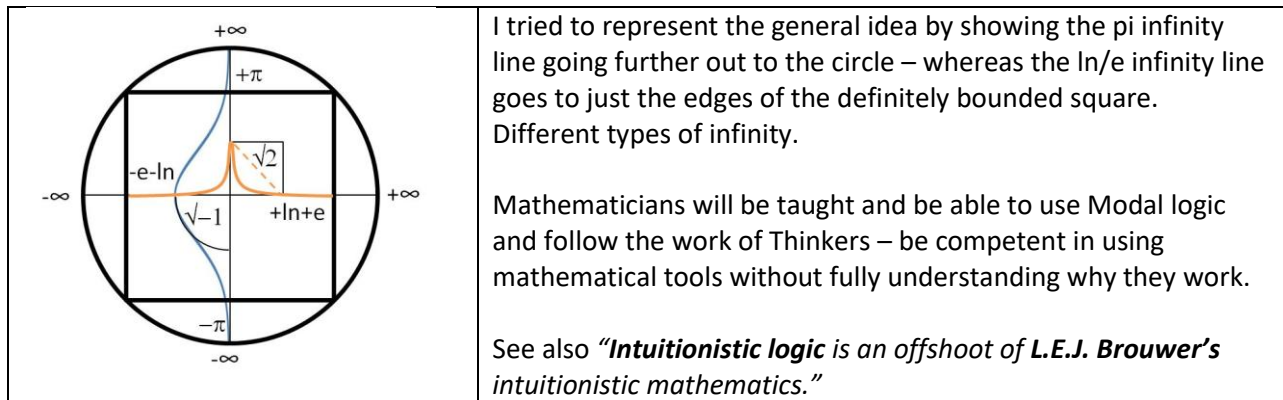 +∞
+π
-e-ln
√2
-∞
+∞
√−1
+ln+e
−π
-∞
I tried to represent the general idea by showing the pi infinity
line going further out to the circle – whereas the ln/e infinity line
goes to just the edges of the definitely bounded square.
Different types of infinity.
Mathematicians will be taught and be able to use Modal logic
and follow the work of Thinkers – be competent in using
mathematical tools without fully understanding why they work.
See also “Intuitionistic logic is an offshoot of L.E.J. Brouwer’s
intuitionistic mathematics.”